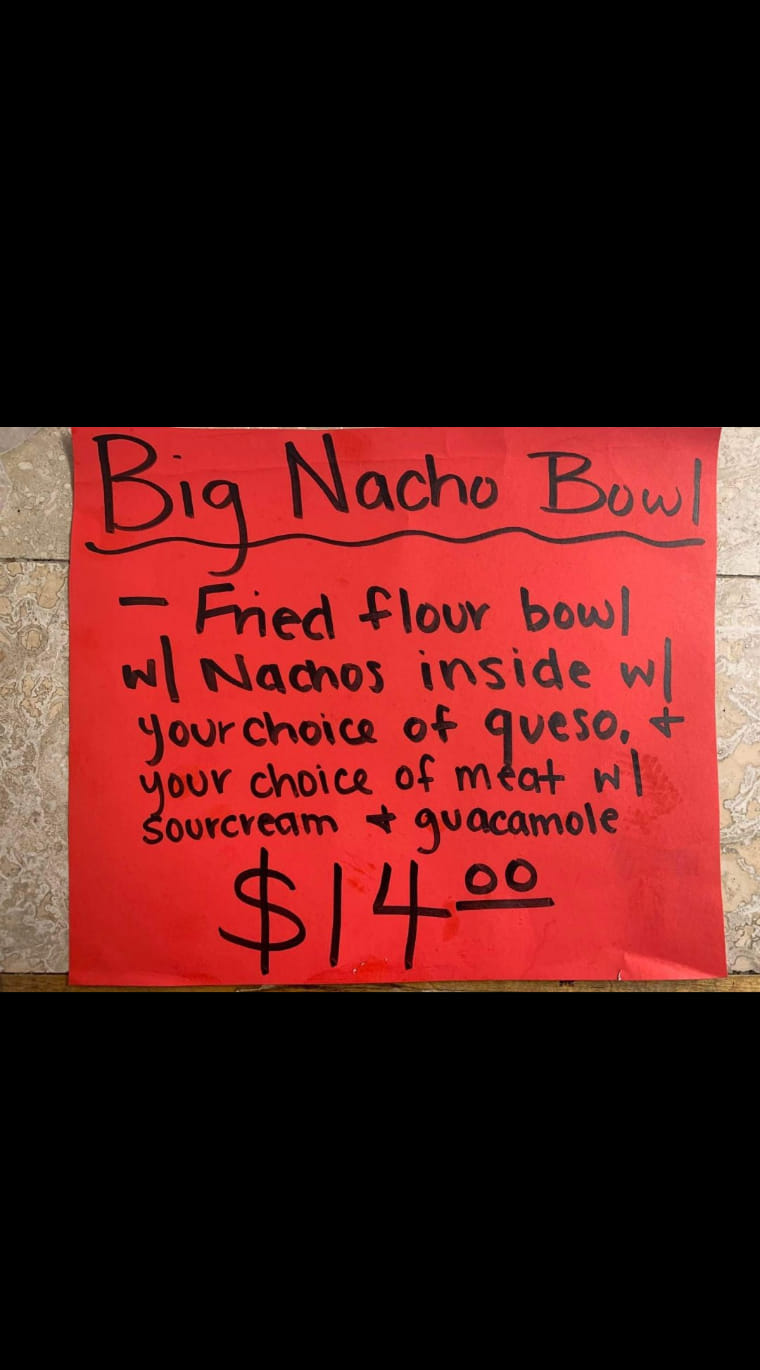 Big Nacho Bowl
- Fried flour bowl
w/ Nachos inside w/
your choice of queso, +
your choice of meat w/
sourcream + guacamole
$14.00